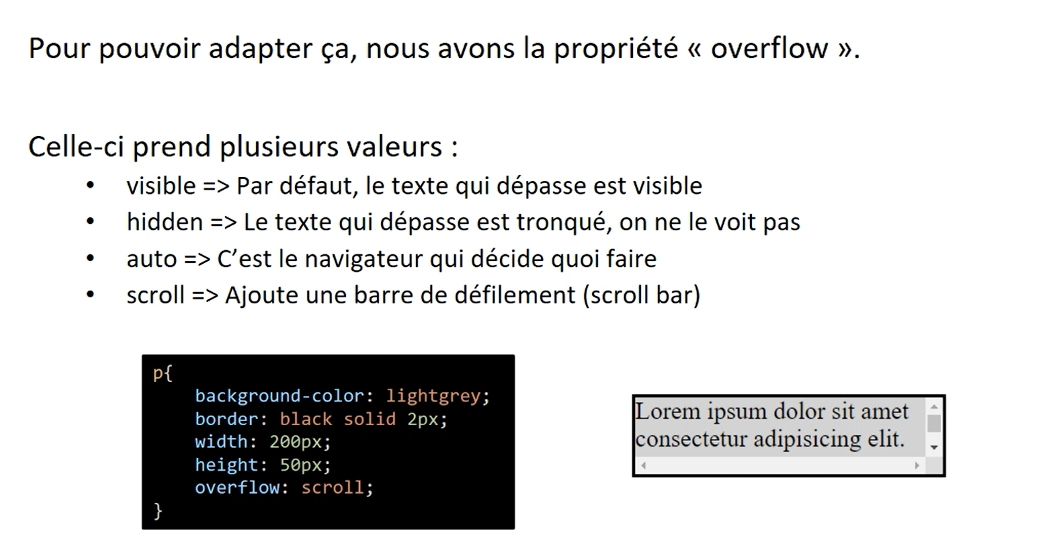 Pour pouvoir adapter ça, nous avons la propriété « overflow ».
Celle-ci prend plusieurs valeurs :
• visible => Par défaut, le texte qui dépasse est visible
• hidden => Le texte qui dépasse est tronqué, on ne le voit pas
• auto => C’est le navigateur qui décide quoi faire
• scroll => Ajoute une barre de défilement (scroll bar)
p{
background-color: lightgrey;
border: black solid 2px;
width: 200px;
height: 50px;
overflow: scroll;
}
Lorem ipsum dolor sit amet
consectetur adipisicing elit.